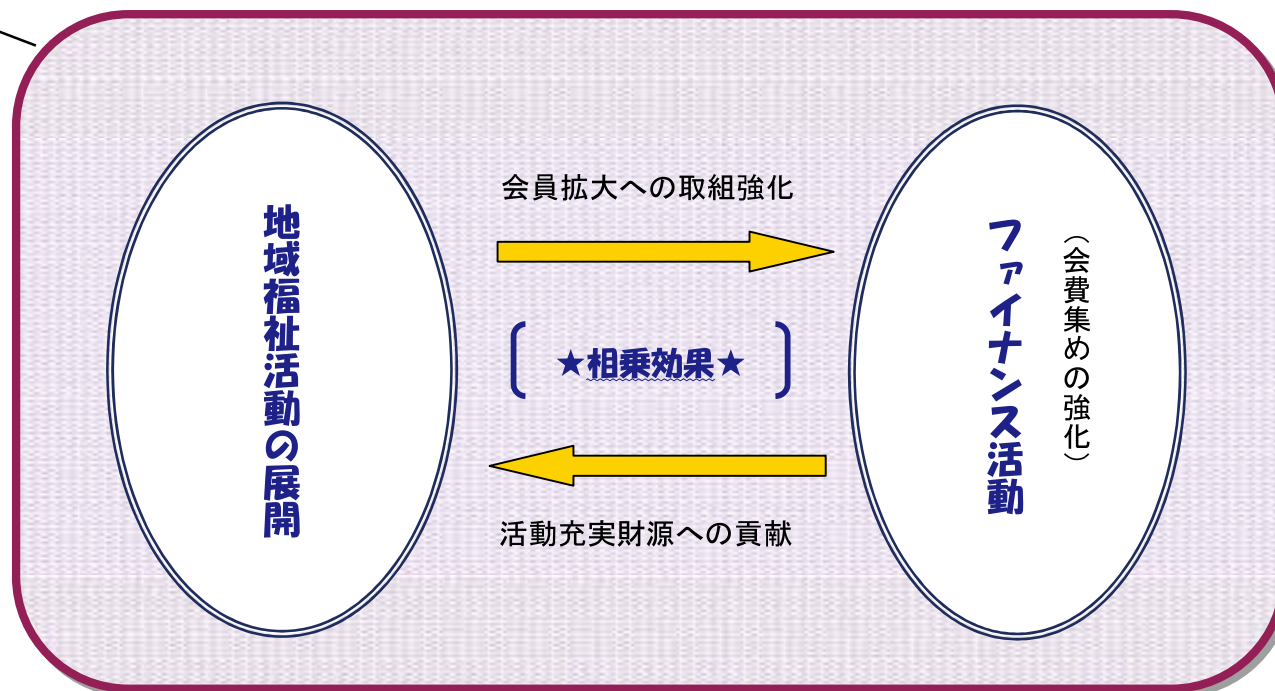 地域福祉活動の展開
会員拡大への取組強化
〔 ★相乗効果★ 〕
活動充実財源への貢献
(会費集めの強化)
ファイナンス活動